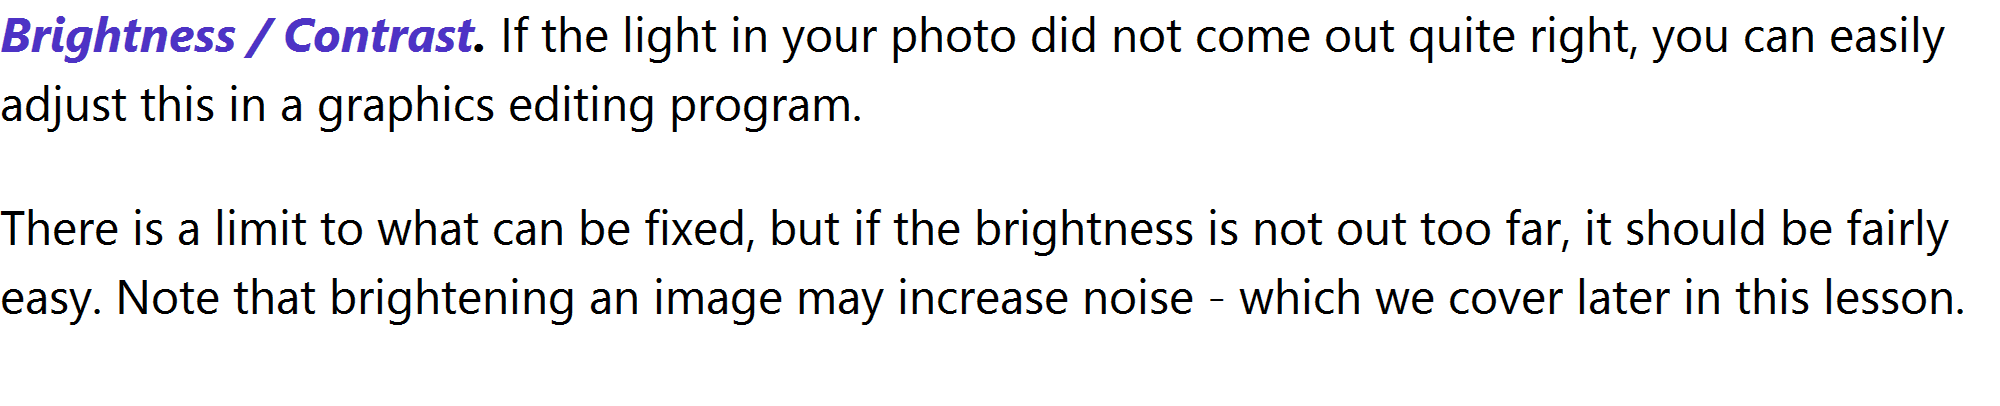 Brightness / Contrast. If the light in your photo did not come out quite right, you can easily
adjust this in a graphics editing program.
There is a limit to what can be fixed, but if the brightness is not out too far, it should be fairly
easy. Note that brightening an image may increase noise - which we cover later in this lesson.